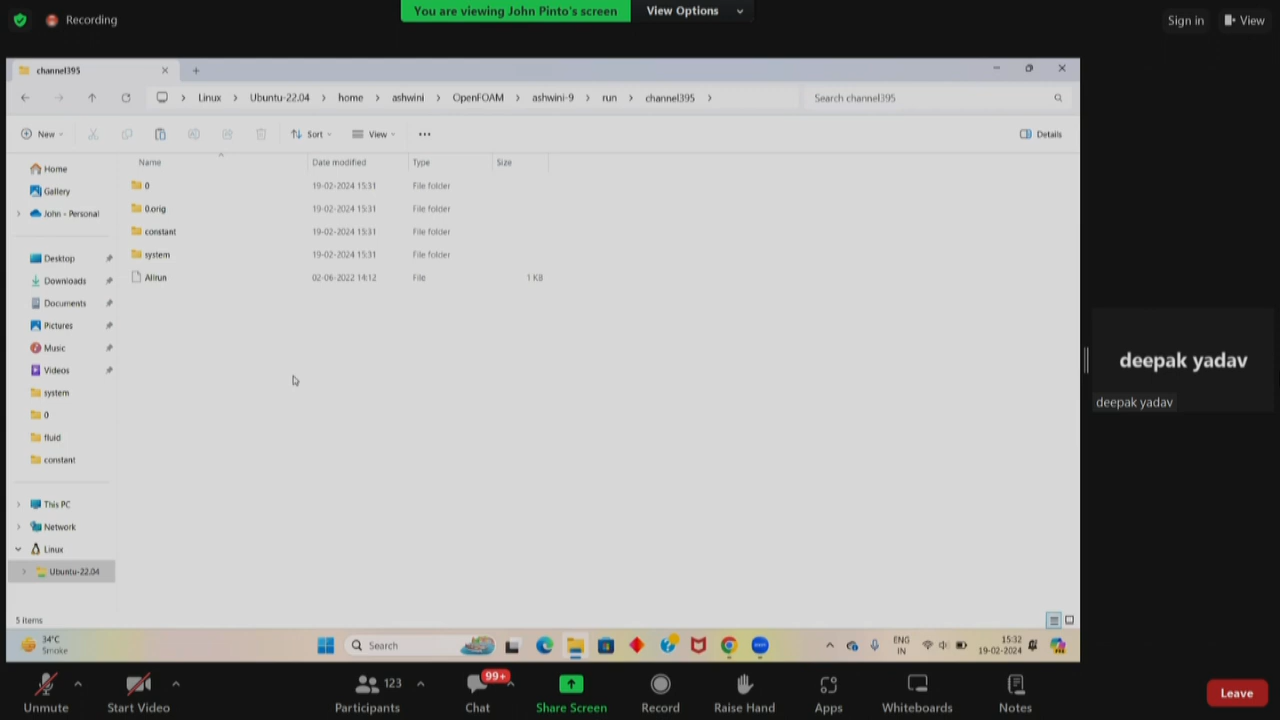 Recording
You are viewing John Pinto's screen
View Options
Sign in
View
channel395
Linux > Ubuntu-22.04 > home > ashwini > OpenFOAM > ashwini-9 > run > channel395 >
Search channel395
New
Sort
View
Details
Name Date modified Type Size
0 19-02-2024 15:31 File folder
0.orig 19-02-2024 15:31 File folder
constant 19-02-2024 15:31 File folder
system 19-02-2024 15:31 File folder
Allrun 02-06-2022 14:12 File 1 KB
Home
Gallery
John - Personal
Desktop
Downloads
Documents
Pictures
Music
Videos
system
0
fluid
constant
This PC
Network
Linux
Ubuntu-22.04
5 items
deepak yadav
deepak yadav
34°C
Smoke
Search
ENG
IN
15:32
19-02-2024
Unmute
Start Video
123
Participants
99+
Chat
Share Screen
Record
Raise Hand
Apps
Whiteboards
Notes
Leave